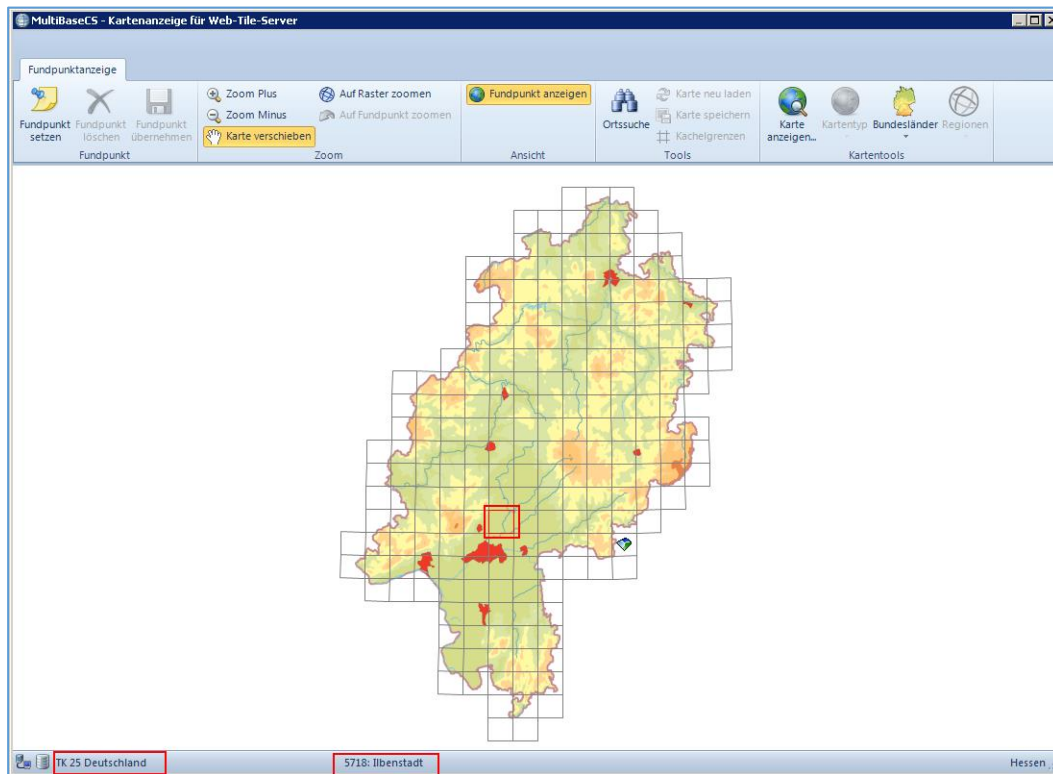 MultiBaseCS - Kartenanzeige für Web-Tile-Server
Fundpunktanzeige
Fundpunkt setzen
Fundpunkt löschen
Fundpunkt übernehmen
Fundpunkt
Zoom Plus
Zoom Minus
Karte verschieben
Auf Raster zoomen
Auf Fundpunkt zoomen
Zoom
Fundpunkt anzeigen
Ansicht
Ortssuche
Karte neu laden
Karte speichern
Kachelgrenzen
Tools
Karte anzeigen...
Kartentyp
Bundesländer
Regionen
Kartentools
TK 25 Deutschland
5718: Ilbenstadt
Hessen